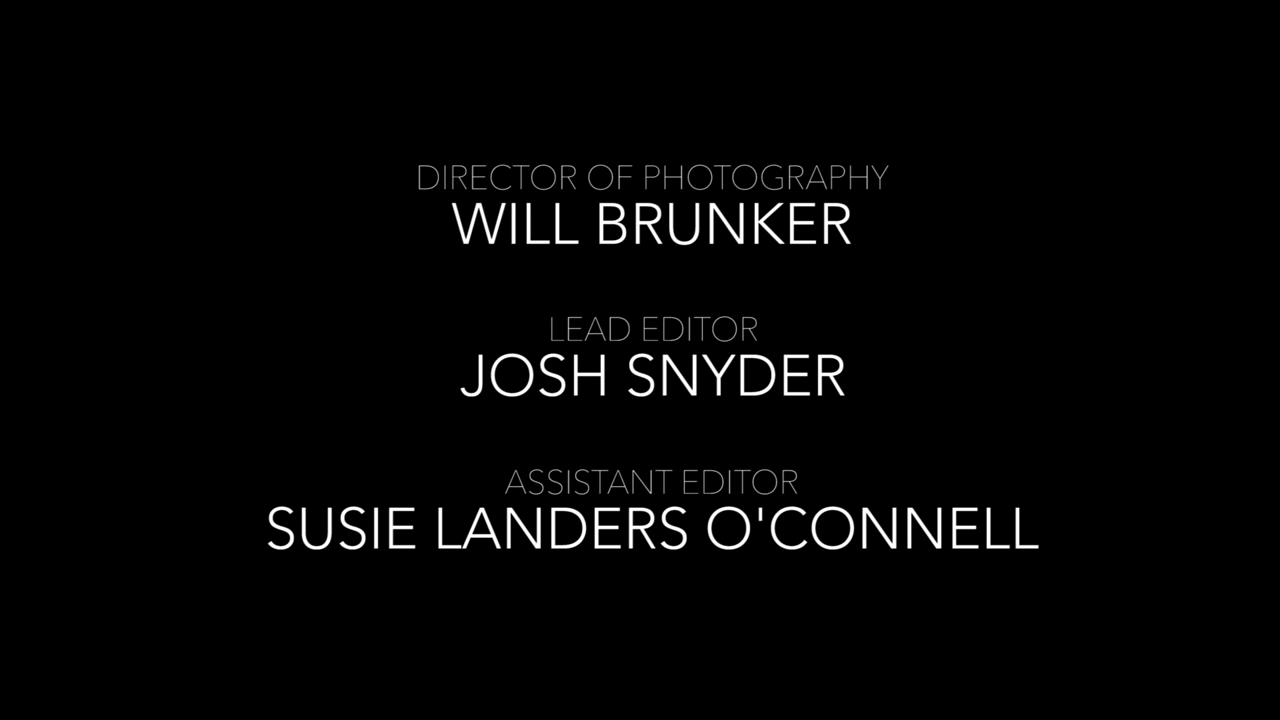 DIRECTOR OF PHOTOGRAPHY
WILL BRUNKER
LEAD EDITOR
JOSH SNYDER
ASSISTANT EDITOR
SUSIE LANDERS O'CONNELL